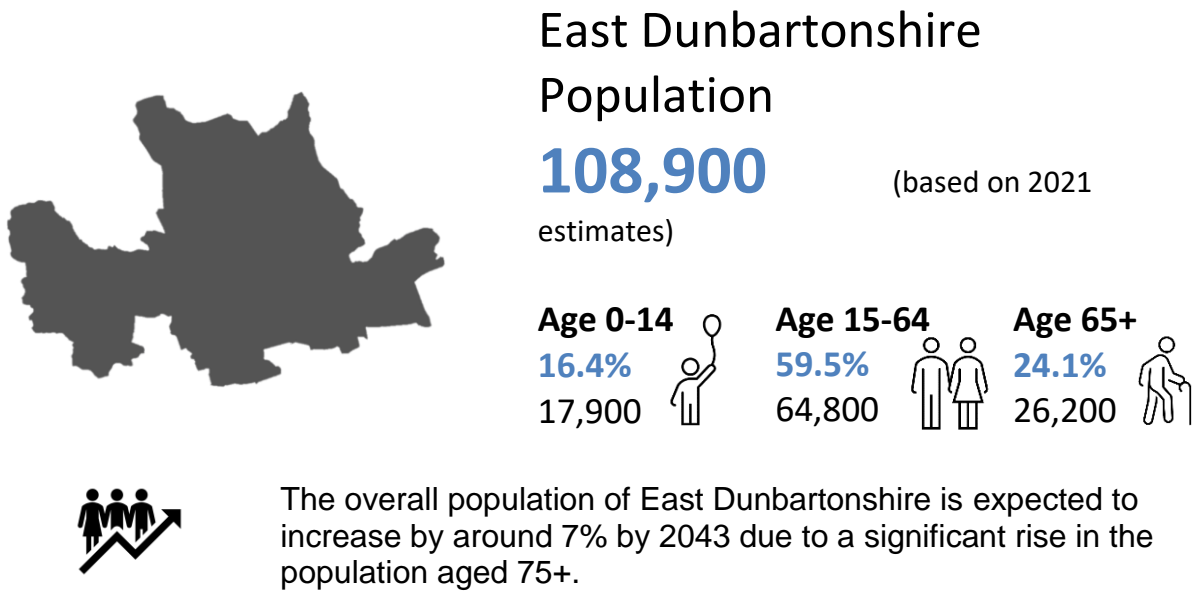 East Dunbartonshire
Population
108,900 (based on 2021
estimates)
Age 0-14 Age 15-64 Age 65+
16.4% 59.5% 24.1%
17,900 64,800 26,200
The overall population of East Dunbartonshire is expected to
increase by around 7% by 2043 due to a significant rise in the
population aged 75+.